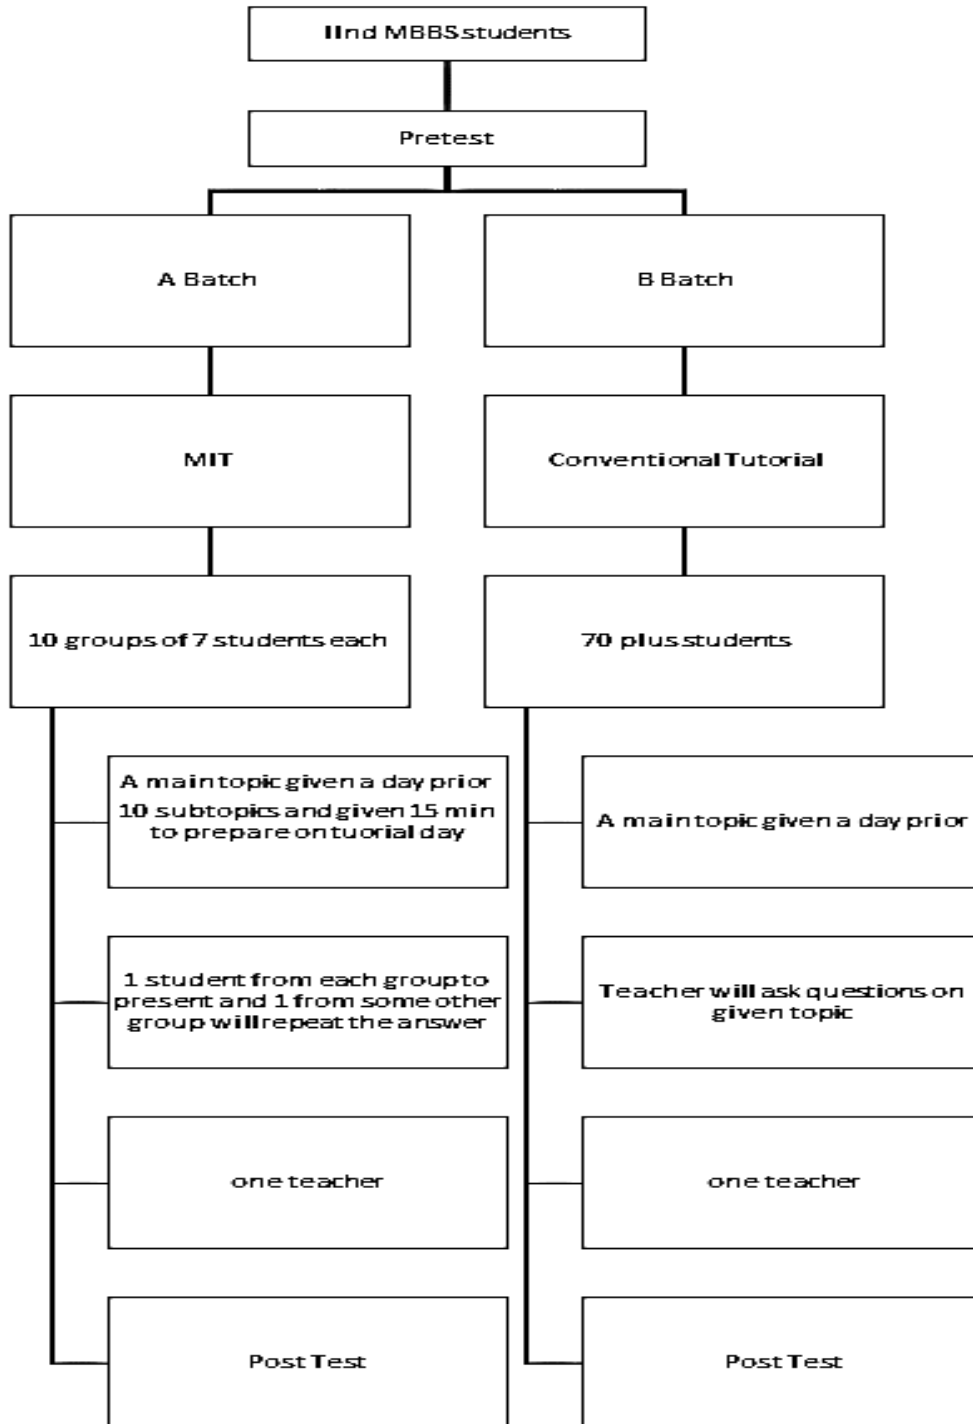 IInd MBBS students
Pretest
A Batch
B Batch
MIT
Conventional Tutorial
10 groups of 7 students each
70 plus students
A main topic given a day prior
10 subtopics and given 15 min
to prepare on tuorial day
A main topic given a day prior
1 student from each group to
present and 1 from some other
group will repeat the answer
Teacher will ask questions on
given topic
one teacher
one teacher
Post Test
Post Test